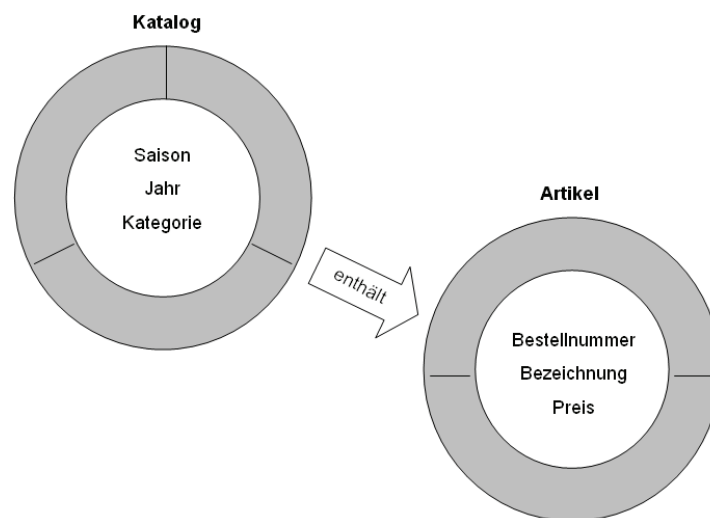 Katalog
Saison
Jahr
Kategorie
enthält
Artikel
Bestellnummer
Bezeichnung
Preis